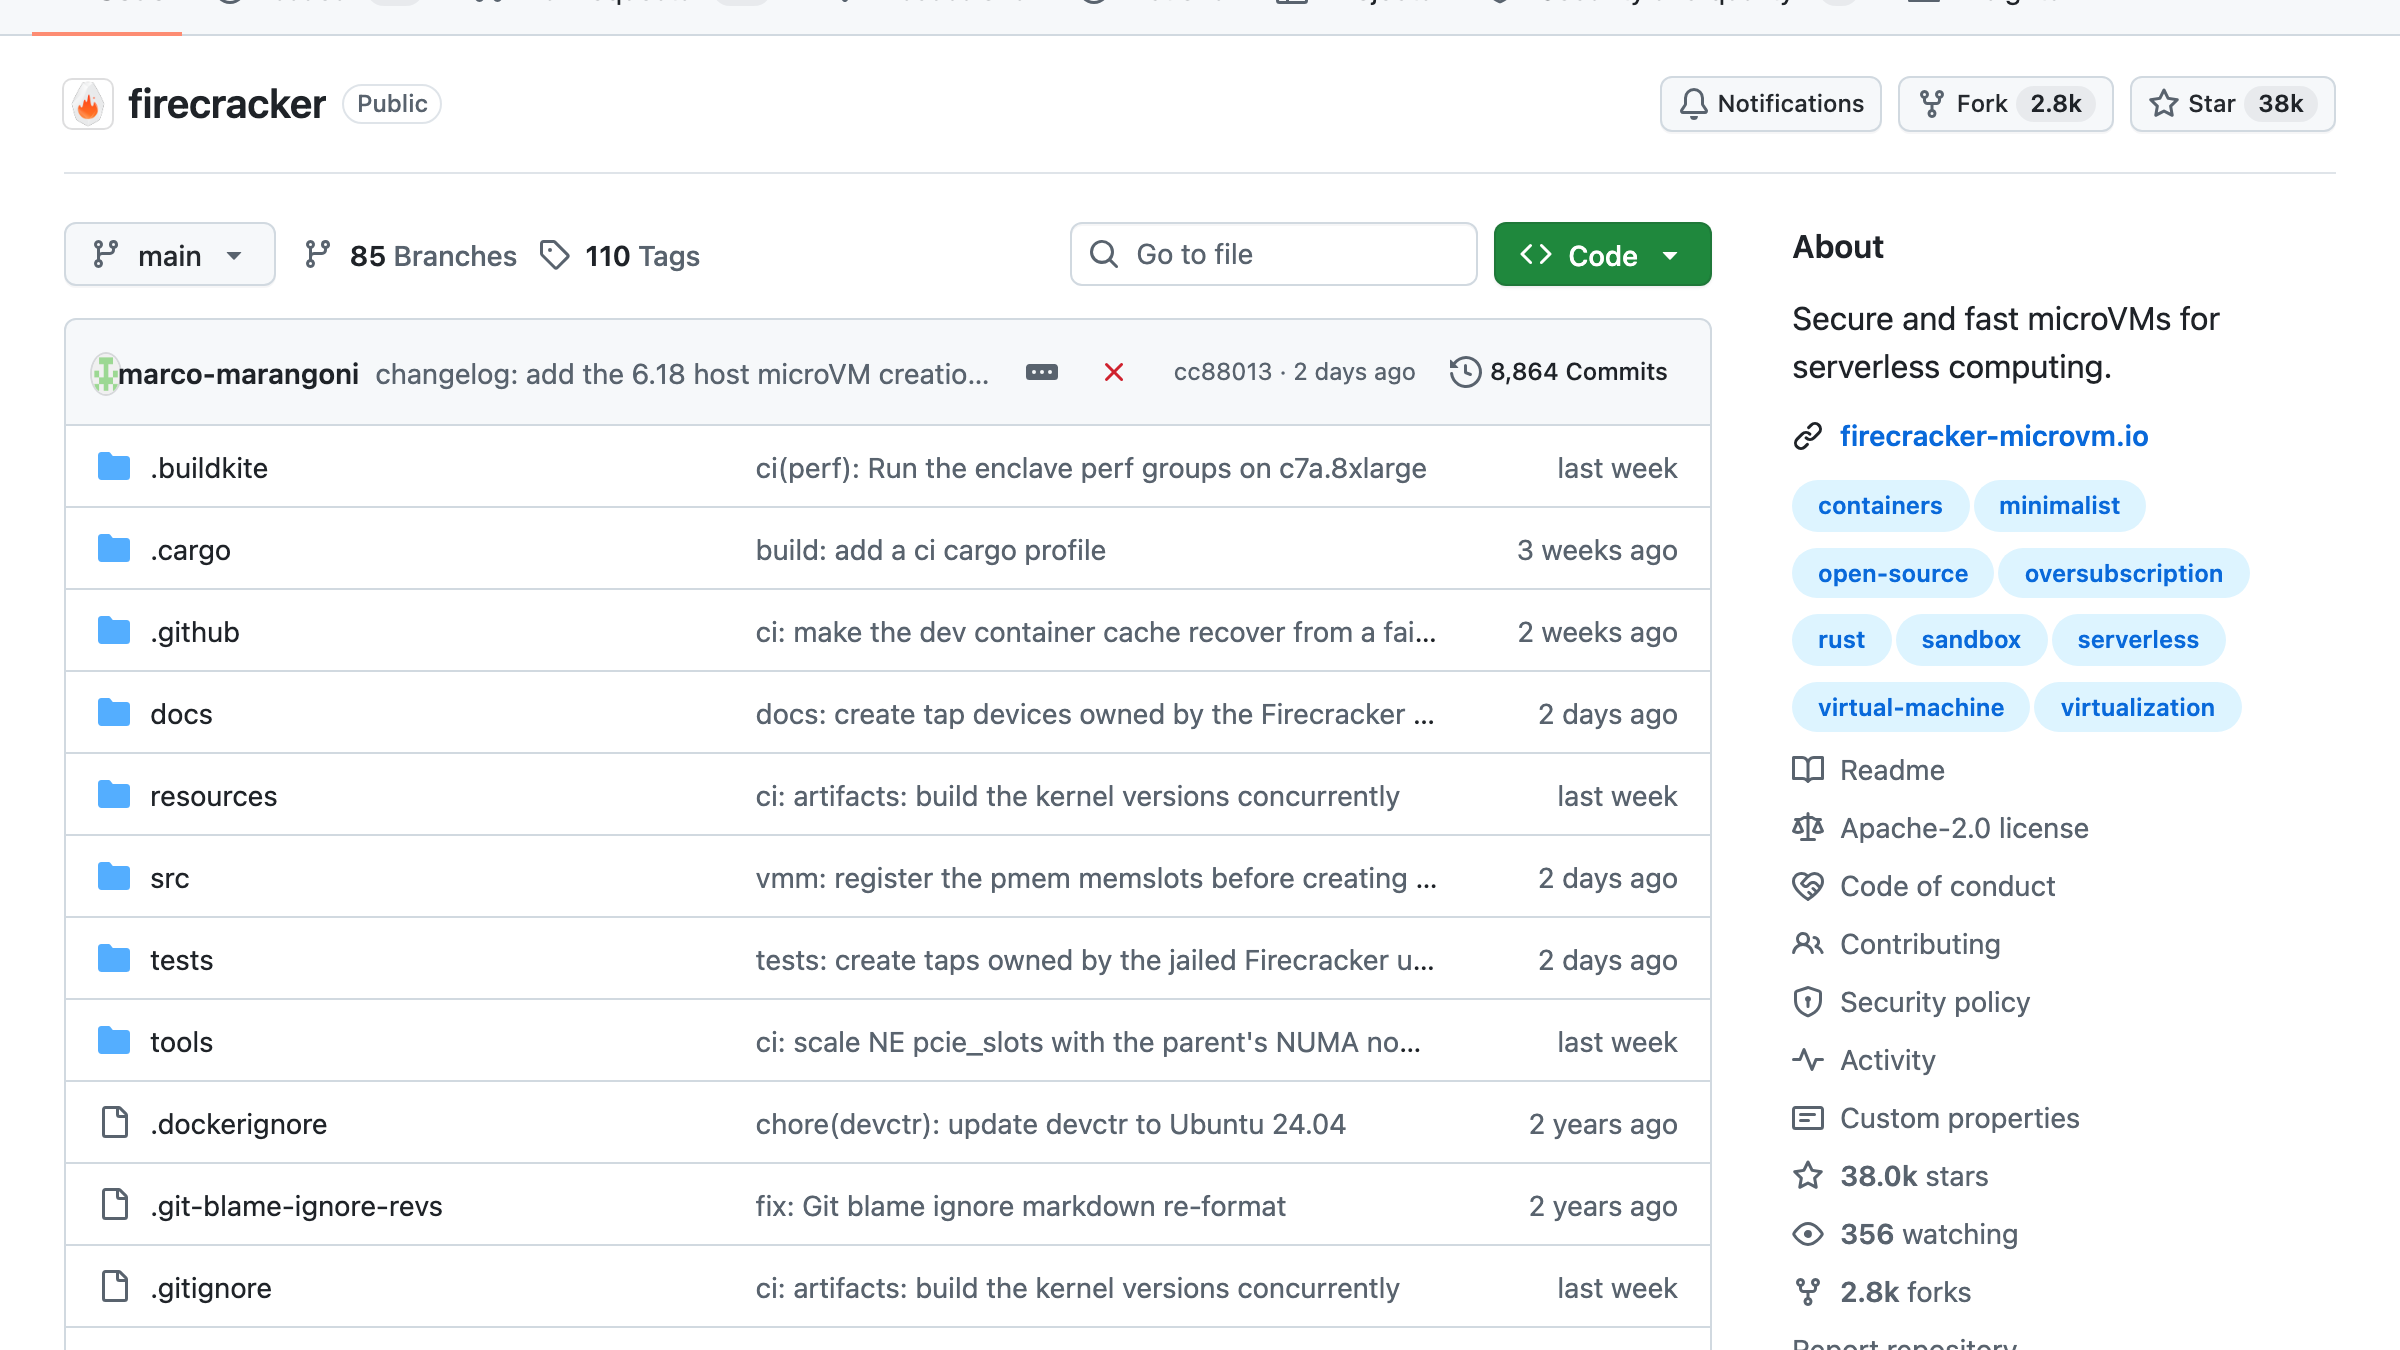 firecracker Public
Notifications Fork 2.8k Star 38k
main 85 Branches 110 Tags
Go to file Code
marco-marangoni changelog: add the 6.18 host microVM creatio... cc88013 · 2 days ago 8,864 Commits
.buildkite ci(perf): Run the enclave perf groups on c7a.8xlarge last week
.cargo build: add a ci cargo profile 3 weeks ago
.github ci: make the dev container cache recover from a fai... 2 weeks ago
docs docs: create tap devices owned by the Firecracker ... 2 days ago
resources ci: artifacts: build the kernel versions concurrently last week
src vmm: register the pmem memslots before creating ... 2 days ago
tests tests: create taps owned by the jailed Firecracker u... 2 days ago
tools ci: scale NE pcie_slots with the parent's NUMA no... last week
.dockerignore chore(devctr): update devctr to Ubuntu 24.04 2 years ago
.git-blame-ignore-revs fix: Git blame ignore markdown re-format 2 years ago
.gitignore ci: artifacts: build the kernel versions concurrently last week
About
Secure and fast microVMs for
serverless computing.
firecracker-microvm.io
containers minimalist
open-source oversubscription
rust sandbox serverless
virtual-machine virtualization
Readme
Apache-2.0 license
Code of conduct
Contributing
Security policy
Activity
Custom properties
38.0k stars
356 watching
2.8k forks
Report repository